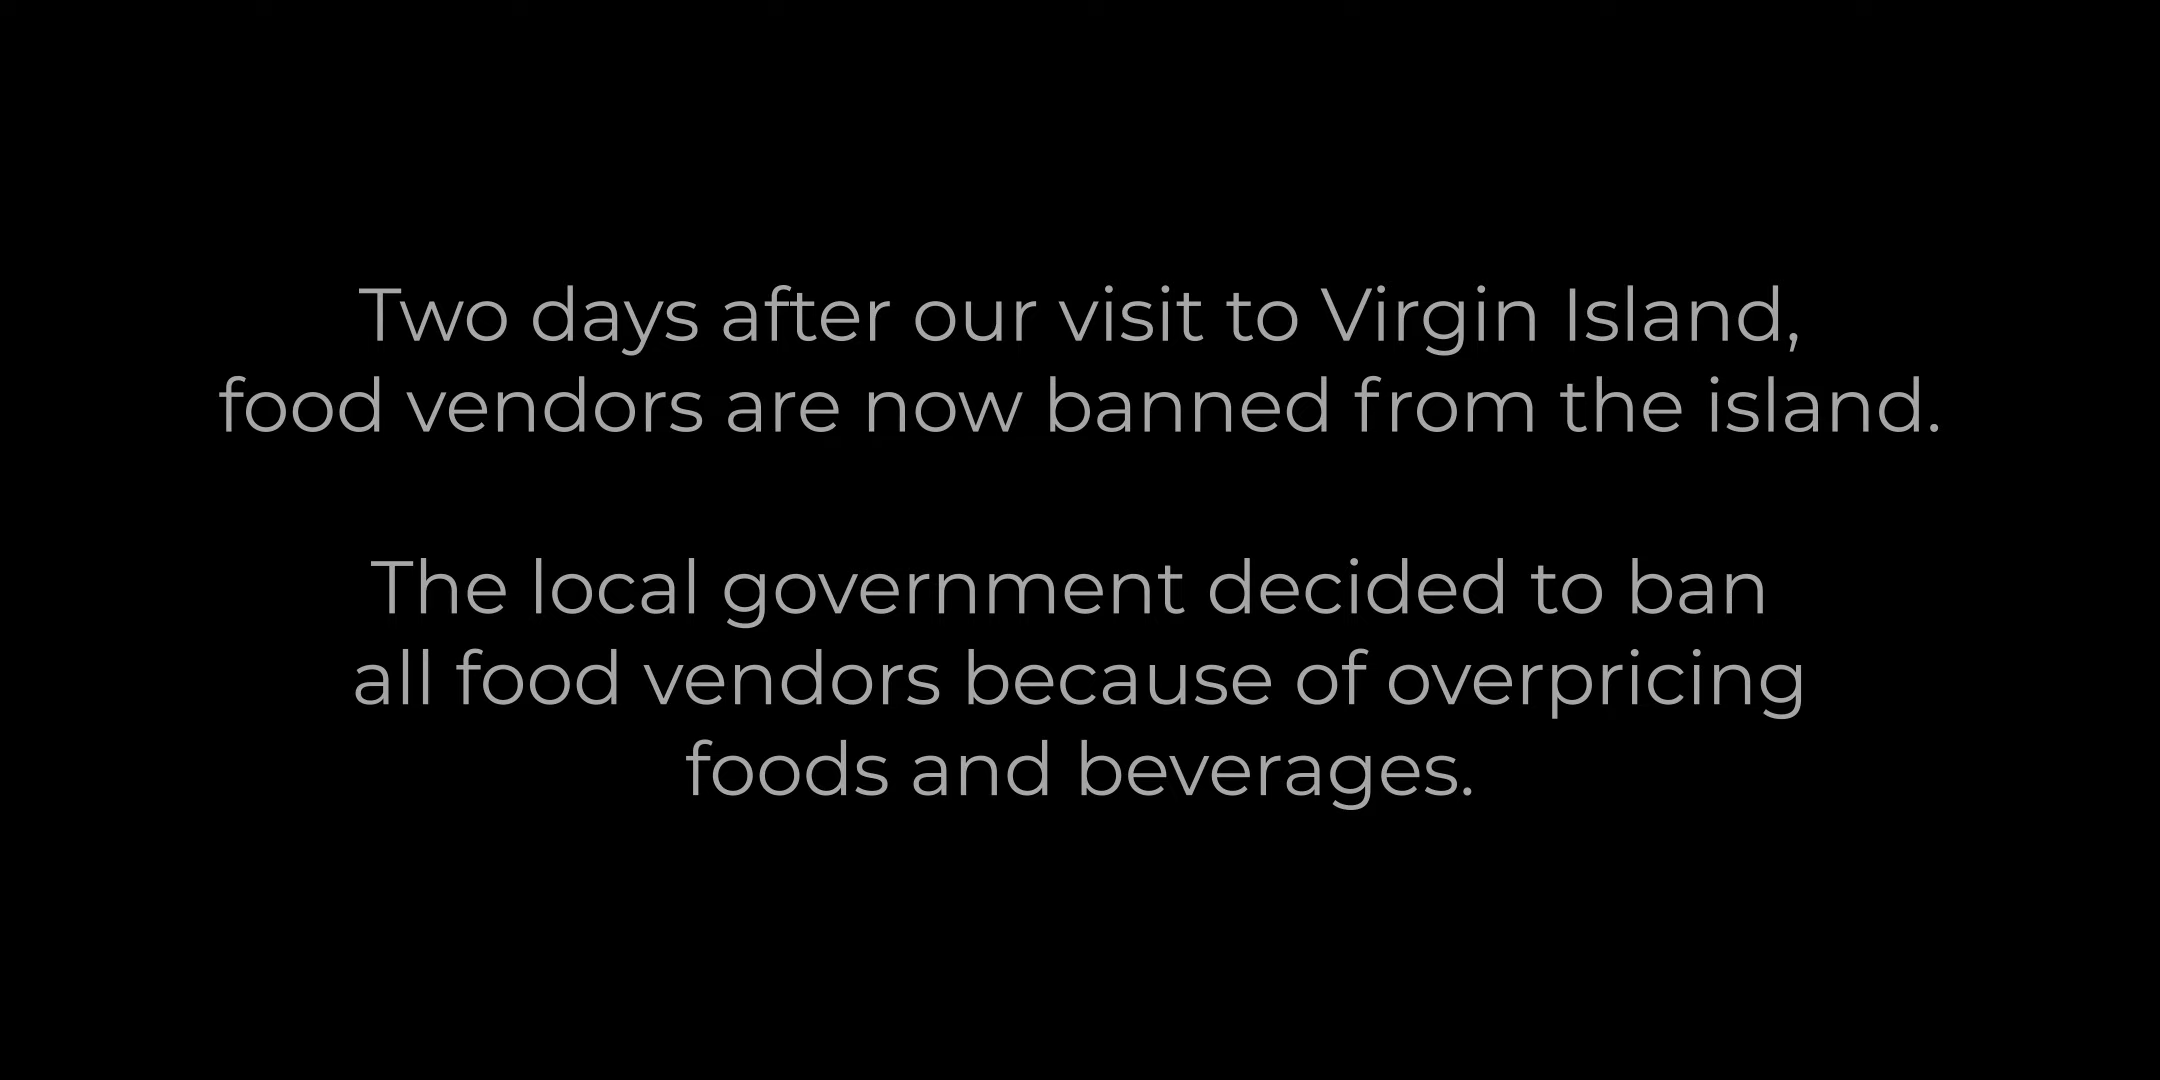 Two days after our visit to Virgin Island,
food vendors are now banned from the island.
The local government decided to ban
all food vendors because of overpricing
foods and beverages.